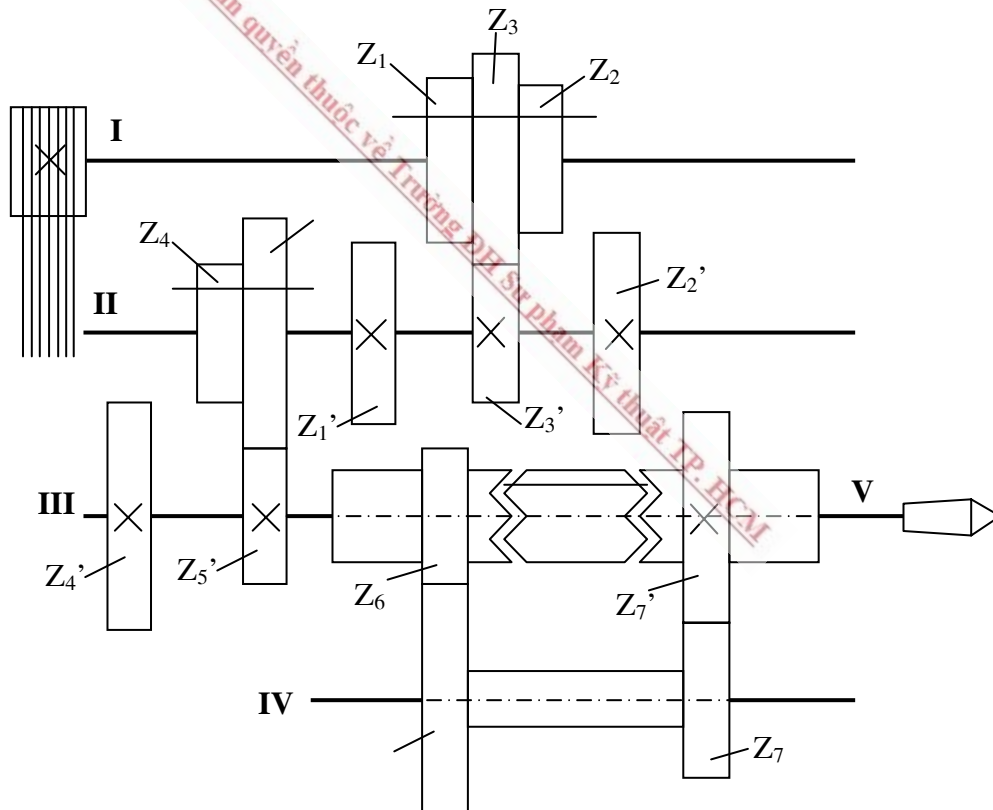 Z3
Z1
Z2
I
Z4
Z2’
II
Z1’
Z3’
III
V
Z4’
Z5’
Z6
Z7’
IV
Z7
quyền thuộc về Trường ĐH Sư phạm Kỹ thuật TP. HCM